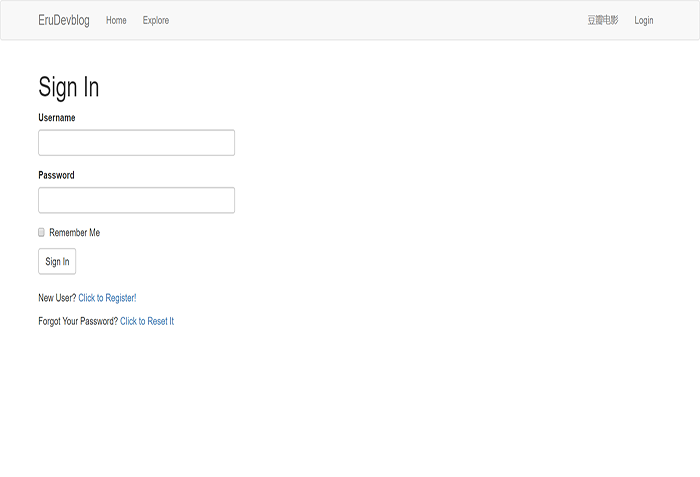 EruDevblog Home Explore 豆瓣电影 Login
Sign In
Username
Password
Remember Me
Sign In
New User? Click to Register!
Forgot Your Password? Click to Reset It